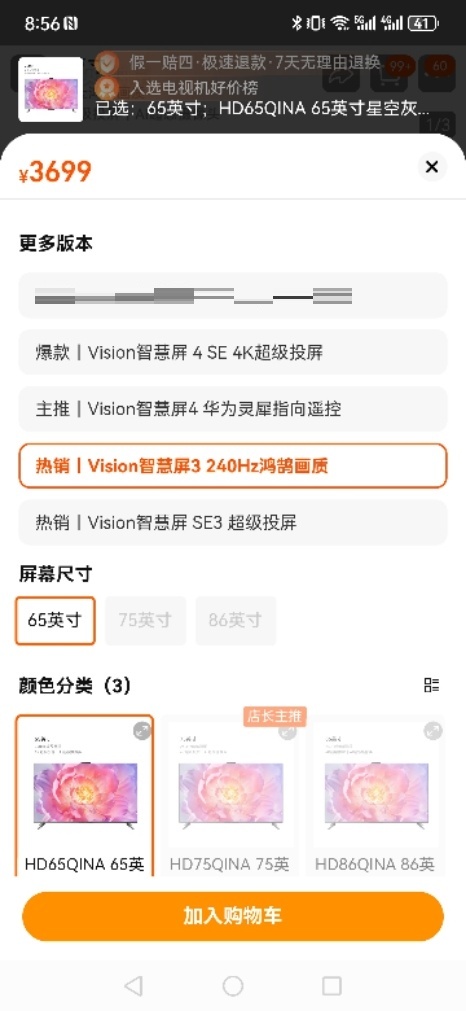 8:56
5G
4G
41
假一赔四·极速退款·7天无理由退换
入选电视机好价榜
99+
60
已选：65英寸；HD65QINA 65英寸星空灰...
1/3
¥3699
更多版本
爆款丨Vision智慧屏 4 SE 4K超级投屏
主推丨Vision智慧屏4 华为灵犀指向遥控
热销丨Vision智慧屏3 240Hz鸿鹄画质
热销丨Vision智慧屏 SE3 超级投屏
屏幕尺寸
65英寸
75英寸
86英寸
颜色分类（3）
店长主推
HD65QINA 65英
HD75QINA 75英
HD86QINA 86英
加入购物车